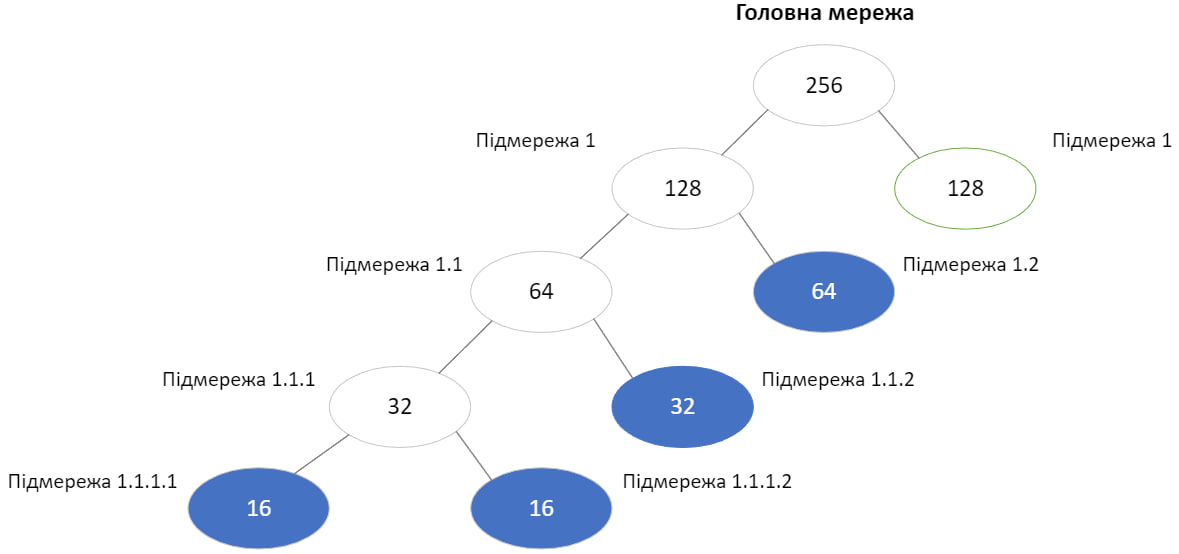 Головна мережа
256
Підмережа 1
Підмережа 1
128
128
Підмережа 1.1
Підмережа 1.2
64
64
Підмережа 1.1.1
Підмережа 1.1.2
32
32
Підмережа 1.1.1.1
Підмережа 1.1.1.2
16
16